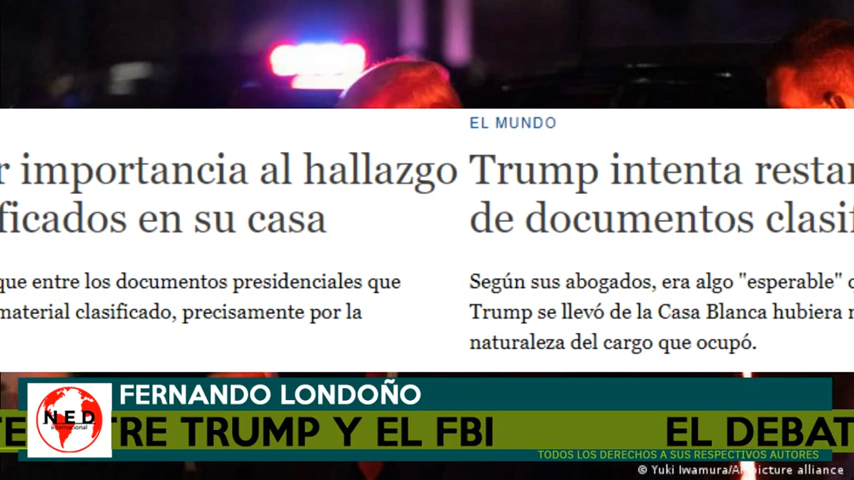 r importancia al hallazgo
ficados en su casa
que entre los documentos presidenciales que
material clasificado, precisamente por la
EL MUNDO
Trump intenta restar
de documentos clasif
Según sus abogados, era algo "esperable"
Trump se llevó de la Casa Blanca hubiera
naturaleza del cargo que ocupó.
FERNANDO LONDOÑO
NED
internacional
TRE TRUMP Y EL FBI
EL DEBAT
TODOS LOS DERECHOS A SUS RESPECTIVOS AUTORES
© Yuki Iwamura/AP/picture alliance